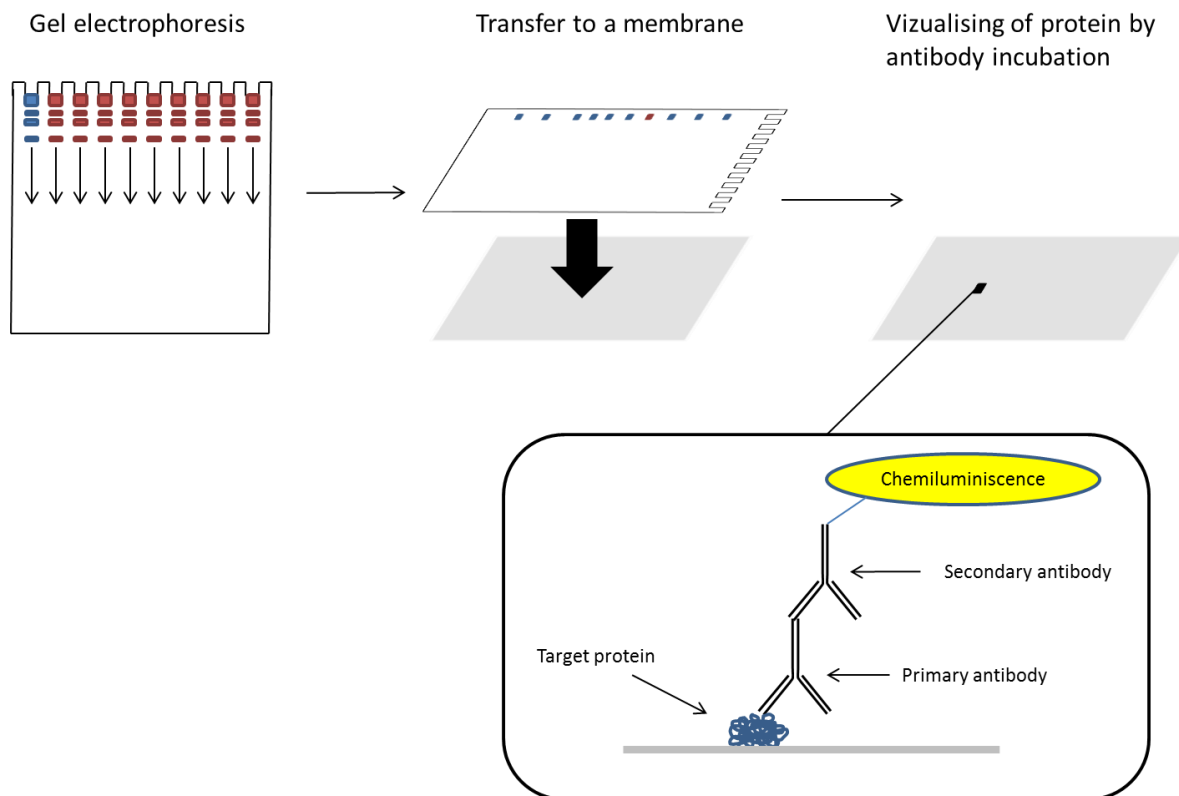 Gel electrophoresis
Transfer to a membrane
Vizualising of protein by
antibody incubation
Chemiluminiscence
Secondary antibody
Target protein
Primary antibody